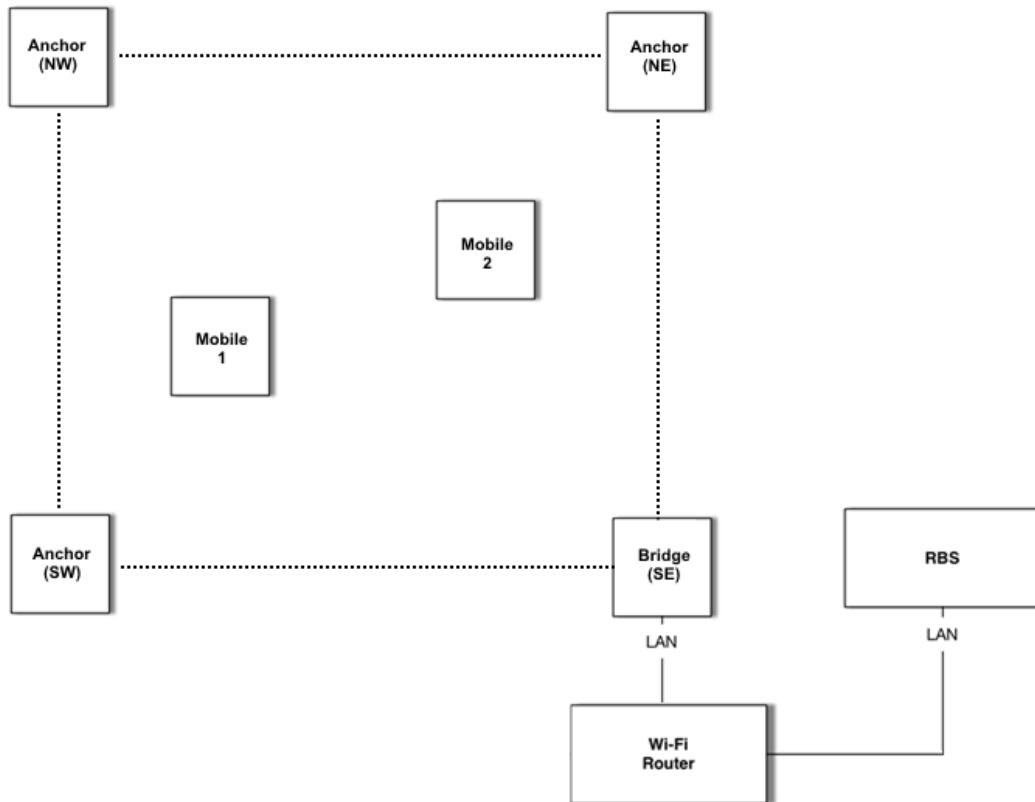 Anchor
(NW)
Anchor
(NE)
Mobile
2
Mobile
1
Anchor
(SW)
Bridge
(SE)
RBS
LAN
LAN
Wi-Fi
Router